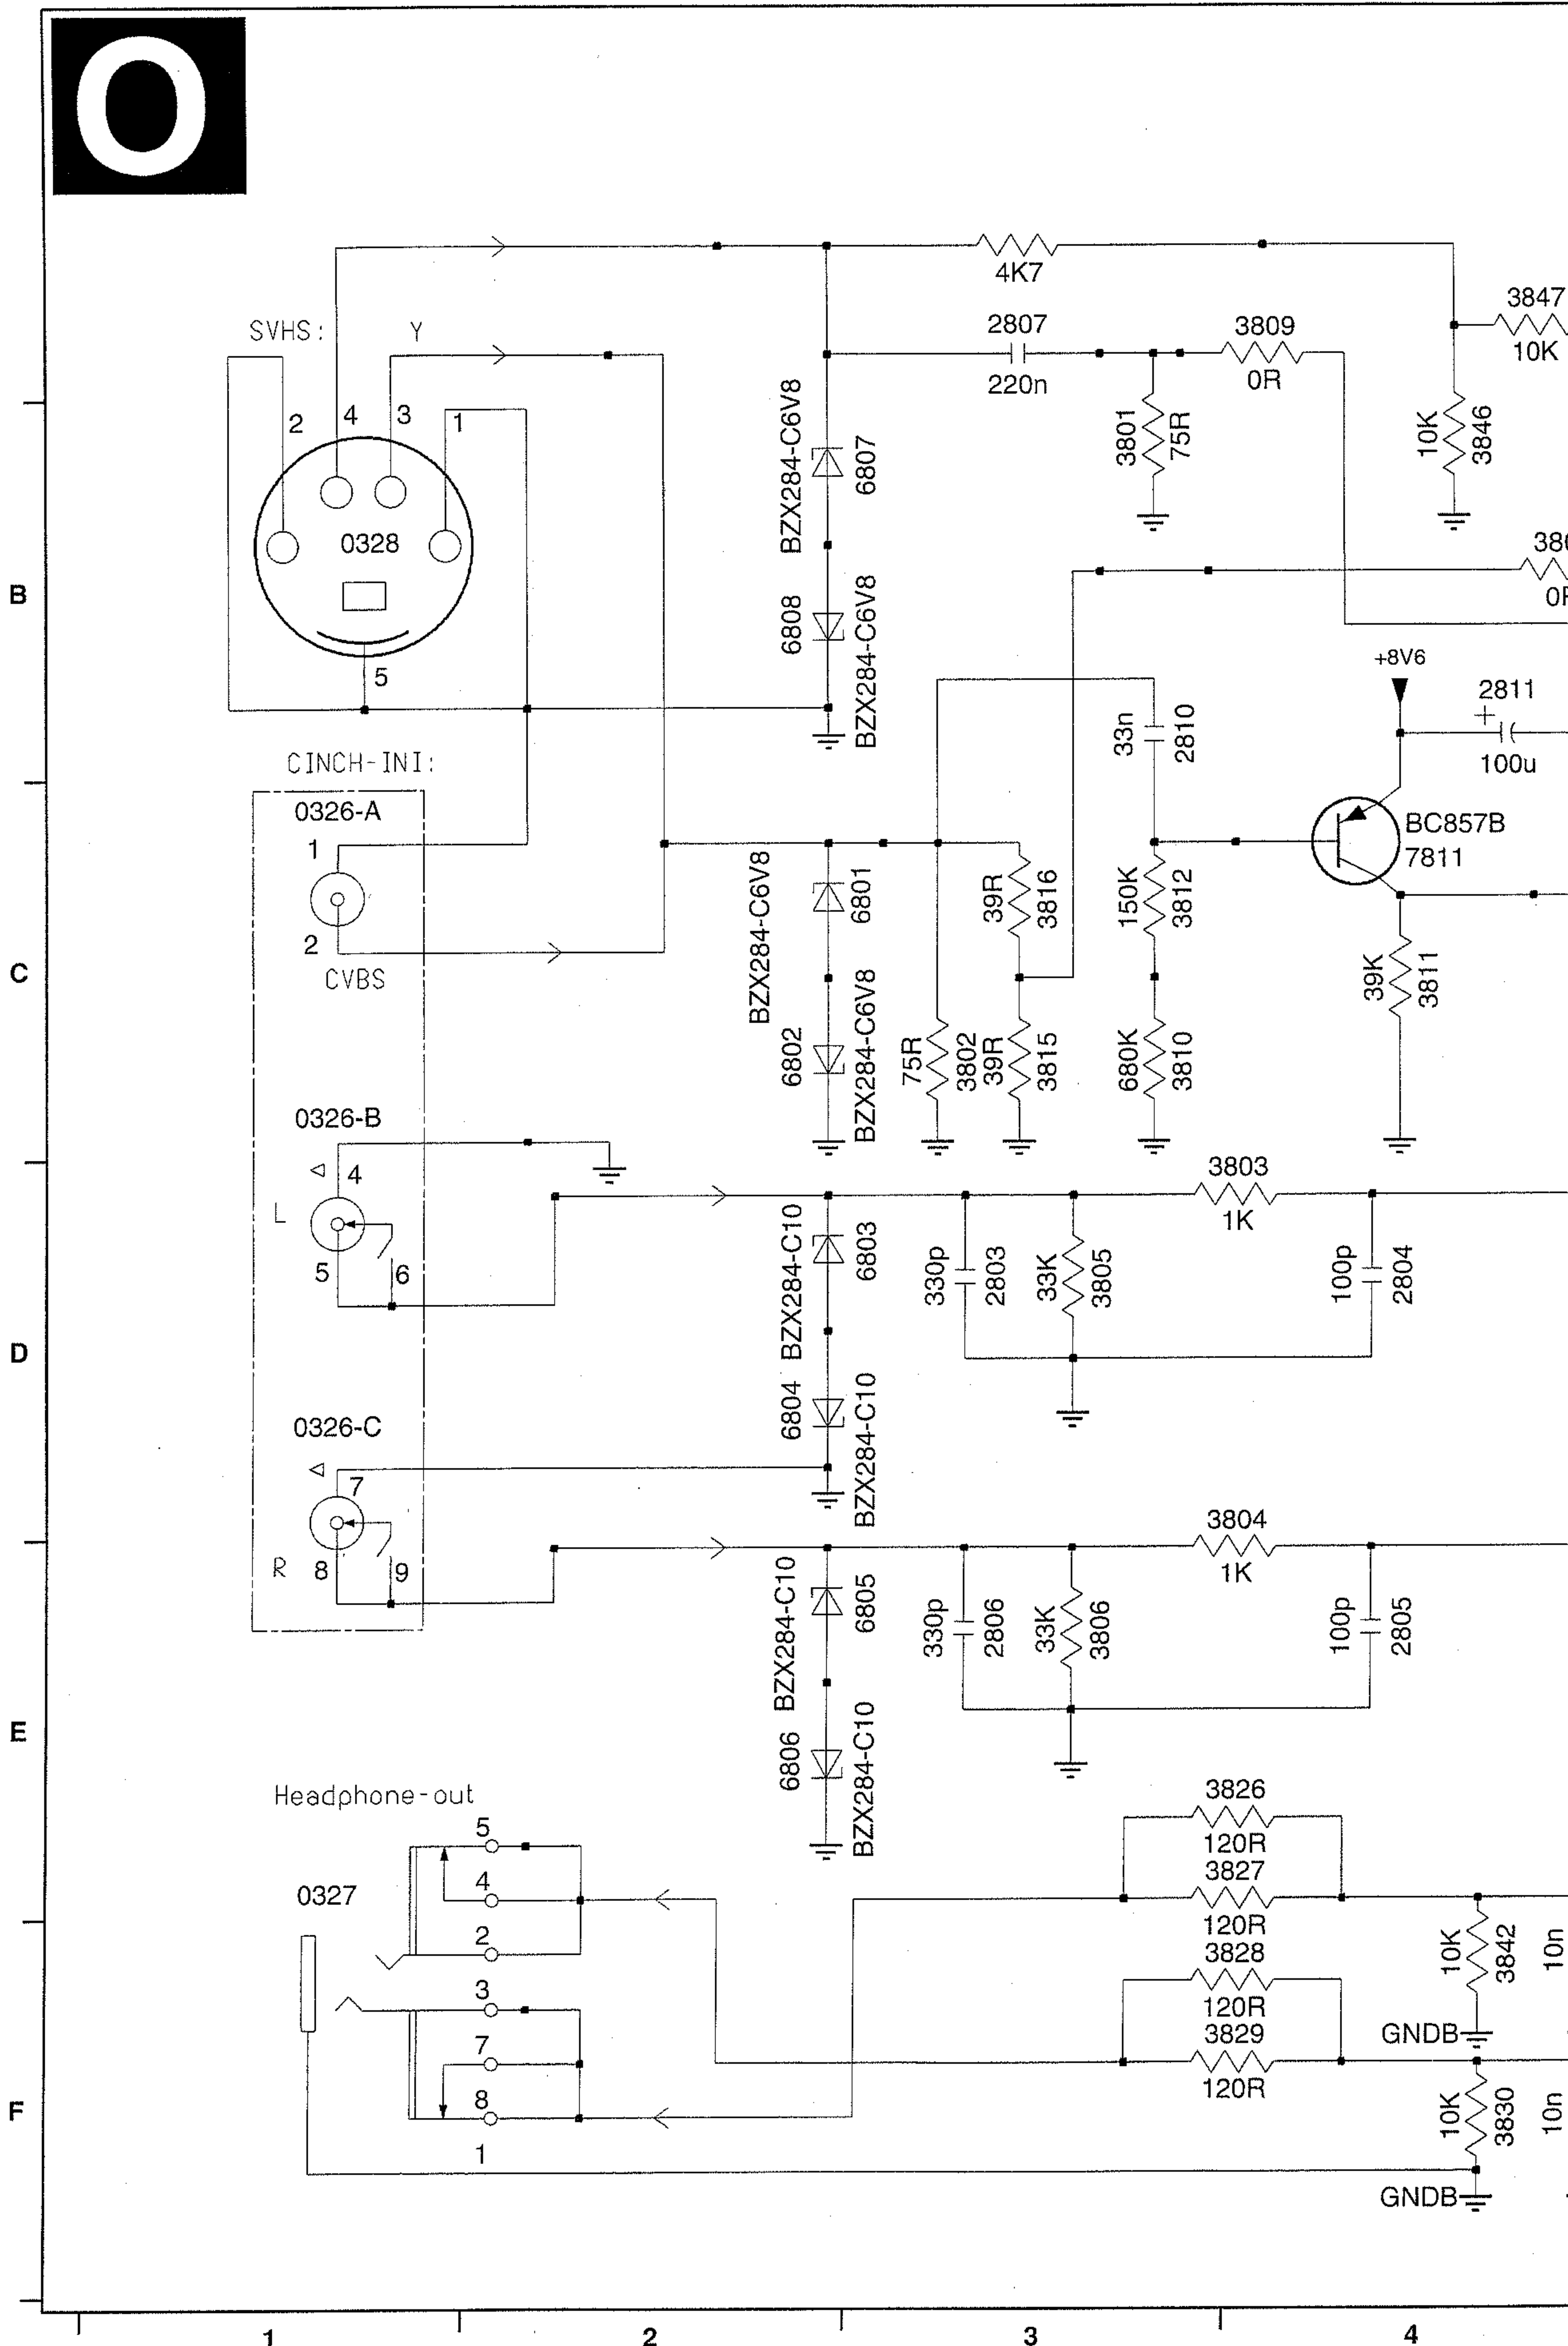 O
4K7
3847
10K
SVHS:
Y
2807
220n
3809
0R
2
4
3
1
0328
5
BZX284-C6V8
6807
6808
BZX284-C6V8
3801
75R
10K
3846
B
+8V6
2811
+
100u
33n
2810
CINCH-INI:
0326-A
1
2
CVBS
BC857B
7811
BZX284-C6V8
6801
39R
3816
150K
3812
C
39K
3811
6802
BZX284-C6V8
75R
3802
39R
3815
680K
3810
0326-B
4
L
5
6
3803
1K
BZX284-C10
6803
330p
2803
33K
3805
100p
2804
D
6804
BZX284-C10
0326-C
7
R
8
9
3804
1K
BZX284-C10
6805
330p
2806
33K
3806
100p
2805
E
6806
BZX284-C10
Headphone-out
5
4
2
3
7
8
1
0327
3826
120R
3827
120R
3828
120R
3829
120R
10K
3842
10n
GNDB
F
10K
3830
10n
GNDB
1
2
3
4